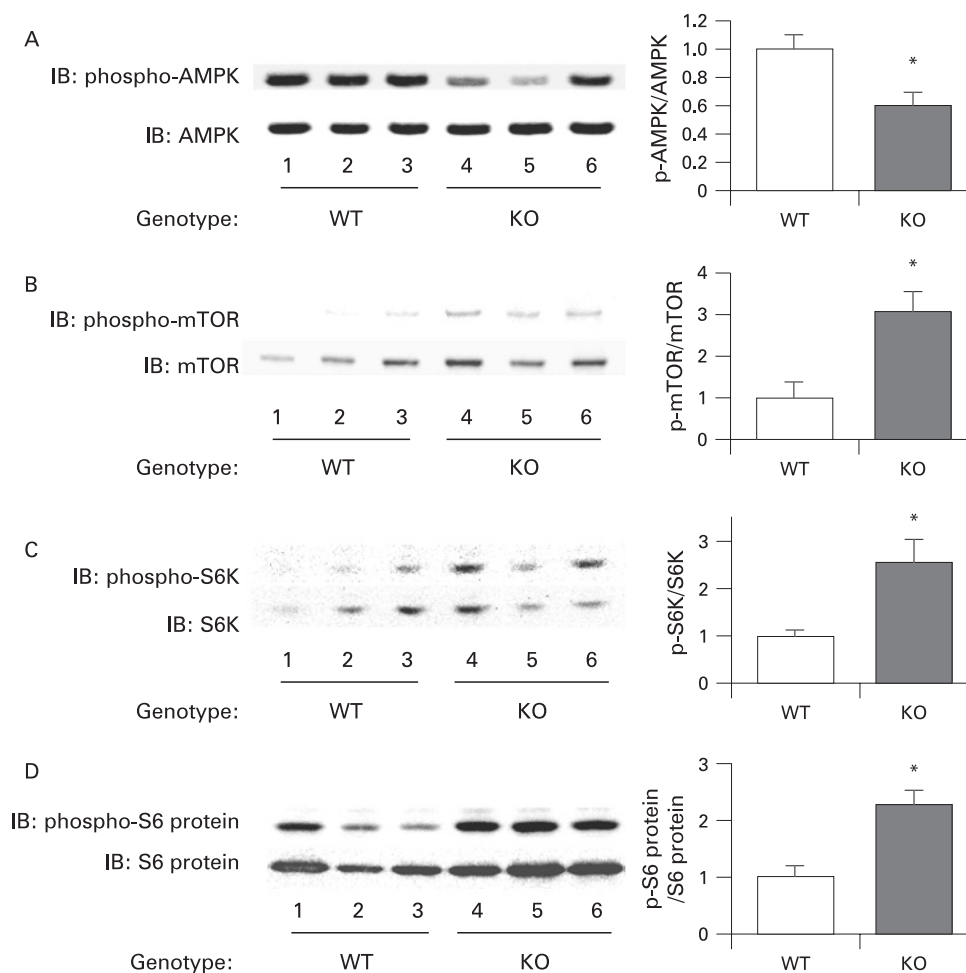 A
IB: phospho-AMPK
IB: AMPK
1 2 3 4 5 6
Genotype: WT KO
p-AMPK/AMPK
1.2
1.0
0.8
0.6
0.4
0.2
0
*
WT KO
B
IB: phospho-mTOR
IB: mTOR
1 2 3 4 5 6
Genotype: WT KO
p-mTOR/mTOR
4
3
2
1
0
*
WT KO
C
IB: phospho-S6K
IB: S6K
1 2 3 4 5 6
Genotype: WT KO
p-S6K/S6K
3
2
1
0
*
WT KO
D
IB: phospho-S6 protein
IB: S6 protein
1 2 3 4 5 6
Genotype: WT KO
p-S6 protein
/S6 protein
3
2
1
0
*
WT KO